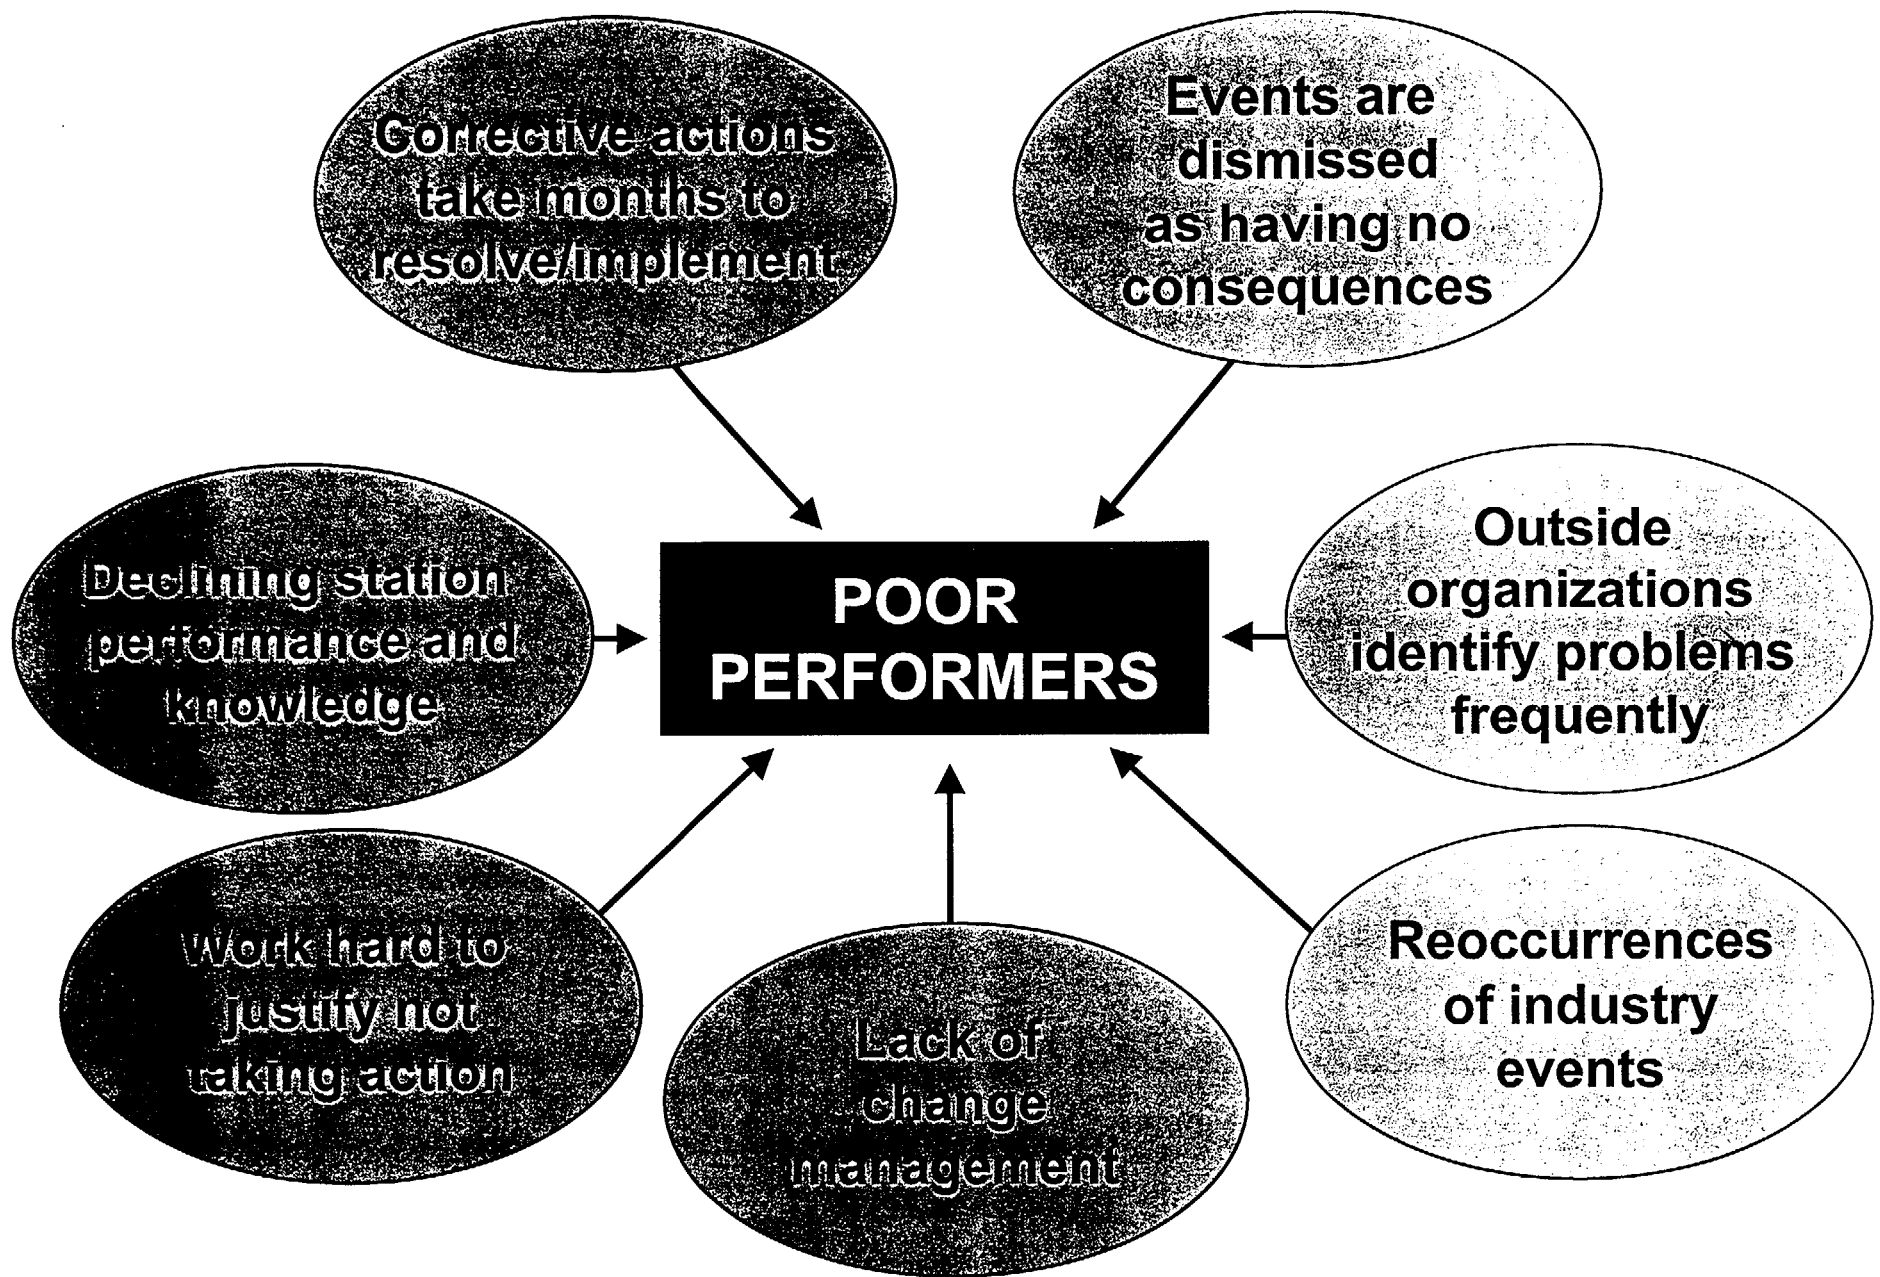 Corrective actions
take months to
resolve/implement
Events are
dismissed
as having no
consequences
Declining station
performance and
knowledge
POOR
PERFORMERS
Outside
organizations
identify problems
frequently
Work hard to
justify not
taking action
Lack of
change
management
Reoccurrences
of industry
events